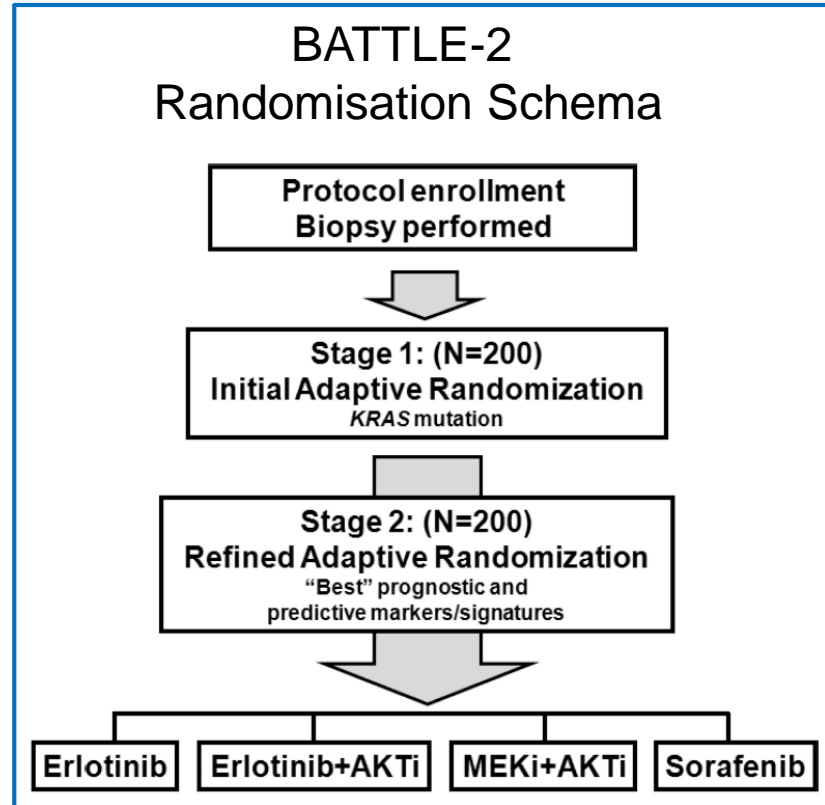 BATTLE-2
Randomisation Schema
Protocol enrollment
Biopsy performed
Stage 1: (N=200)
Initial Adaptive Randomization
KRAS mutation
Stage 2: (N=200)
Refined Adaptive Randomization
“Best” prognostic and
predictive markers/signatures
Erlotinib
Erlotinib+AKTi
MEKi+AKTi
Sorafenib